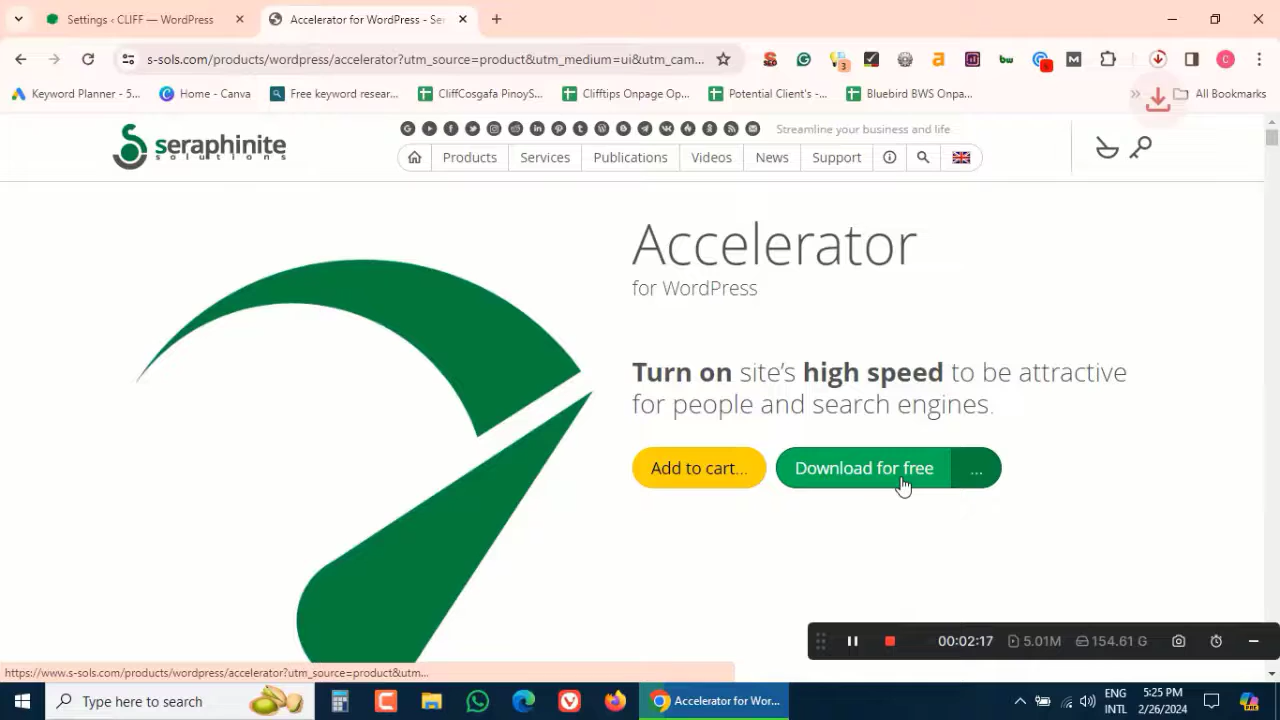 Settings < CLIFF — WordPress
Accelerator for WordPress - Se
s-sols.com/products/wordpress/accelerator?utm_source=product&utm_medium=ui&utm_cam...
Keyword Planner - 5...
Home - Canva
Free keyword resear...
CliffCosgafa PinoyS...
Clifftips Onpage Op...
Potential Client's -...
Bluebird BWS Onpa...
All Bookmarks
seraphinite
solutions
Streamline your business and life.
Products
Services
Publications
Videos
News
Support
Accelerator
for WordPress
Turn on site's high speed to be attractive
for people and search engines.
Add to cart...
Download for free
...
00:02:17
5.01M
154.61 G
https://www.s-sols.com/products/wordpress/accelerator?utm_source=product&utm...
Type here to search
Accelerator for Wor...
ENG
INTL
5:25 PM
2/26/2024